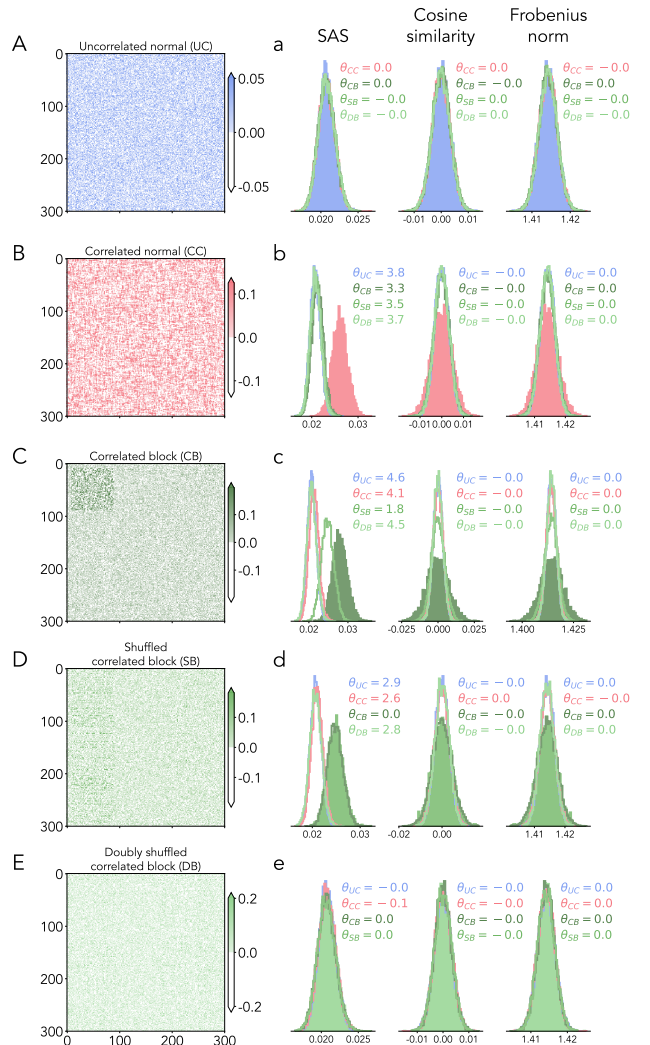 SAS
Cosine similarity
Frobenius norm
A
Uncorrelated normal (UC)
0
100
200
300
0.05
0.00
-0.05
a
θCC = 0.0
θCB = 0.0
θSB = −0.0
θDB = −0.0
0.020 0.025
θCC = 0.0
θCB = −0.0
θSB = 0.0
θDB = 0.0
-0.01 0.00 0.01
θCC = −0.0
θCB = 0.0
θSB = −0.0
θDB = −0.0
1.41 1.42
B
Correlated normal (CC)
0
100
200
300
0.1
0.0
-0.1
b
θUC = 3.8
θCB = 3.3
θSB = 3.5
θDB = 3.7
0.02 0.03
θUC = −0.0
θCB = −0.0
θSB = −0.0
θDB = −0.0
-0.01 0.00 0.01
θUC = 0.0
θCB = 0.0
θSB = 0.0
θDB = 0.0
1.41 1.42
C
Correlated block (CB)
0
100
200
300
0.1
0.0
-0.1
c
θUC = 4.6
θCC = 4.1
θSB = 1.8
θDB = 4.5
0.02 0.03
θUC = −0.0
θCC = −0.0
θSB = −0.0
θDB = −0.0
-0.025 0.000 0.025
θUC = 0.0
θCC = 0.0
θSB = 0.0
θDB = 0.0
1.400 1.425
D
Shuffled
correlated block (SB)
0
100
200
300
0.1
0.0
-0.1
d
θUC = 2.9
θCC = 2.6
θCB = 0.0
θDB = 2.8
0.02 0.03
θUC = −0.0
θCC = 0.0
θCB = −0.0
θDB = −0.0
-0.02 0.00
θUC = 0.0
θCC = −0.0
θCB = 0.0
θDB = 0.0
1.41 1.42
E
Doubly shuffled
correlated block (DB)
0
100
200
300
0 100 200 300
0.2
0.0
-0.2
e
θUC = −0.0
θCC = −0.1
θCB = 0.0
θSB = 0.0
0.020 0.025
θUC = −0.0
θCC = −0.0
θCB = −0.0
θSB = −0.0
-0.01 0.00 0.01
θUC = 0.0
θCC = 0.0
θCB = 0.0
θSB = 0.0
1.41 1.42